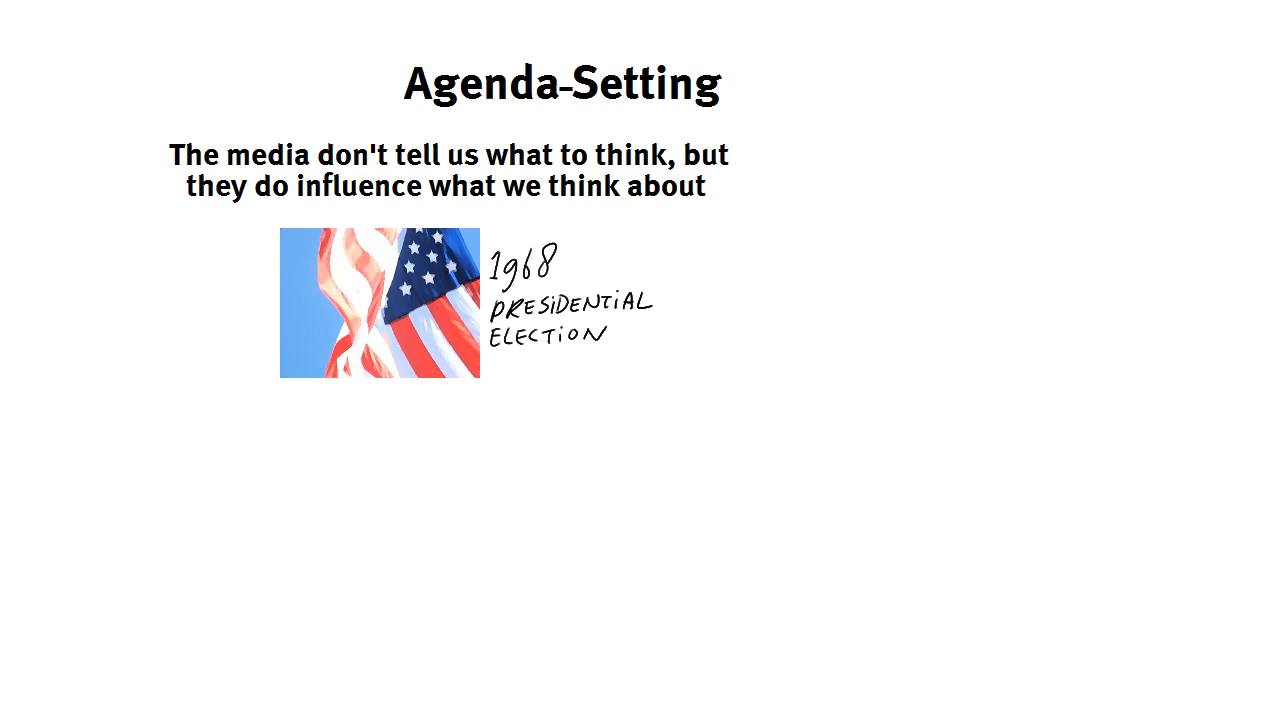 Agenda-Setting
The media don't tell us what to think, but
they do influence what we think about
1968
PRESiDENTiAL
ELECTiON